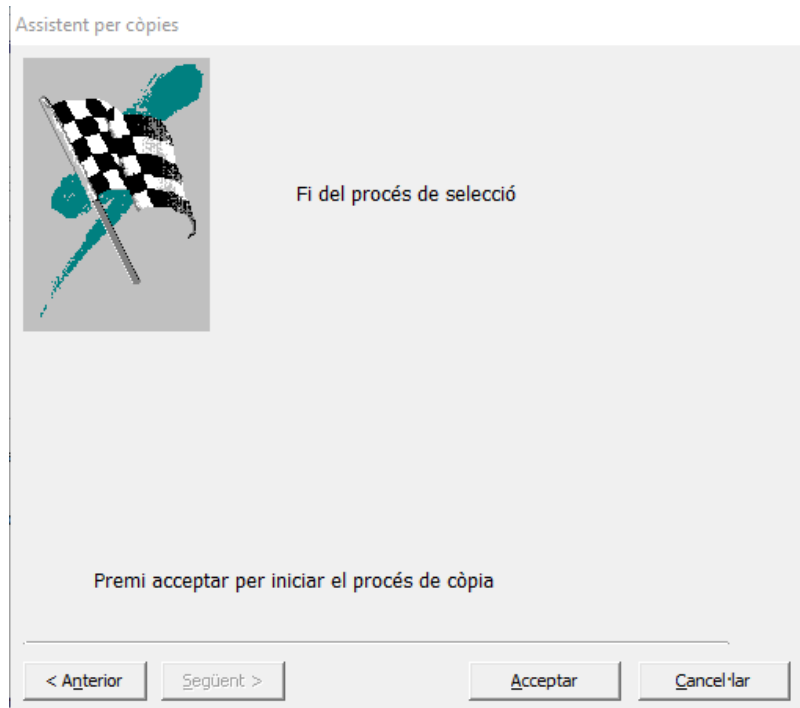 Assistent per còpies
Fi del procés de selecció
Premi acceptar per iniciar el procés de còpia
< Anterior
Següent >
Acceptar
Cancel·lar